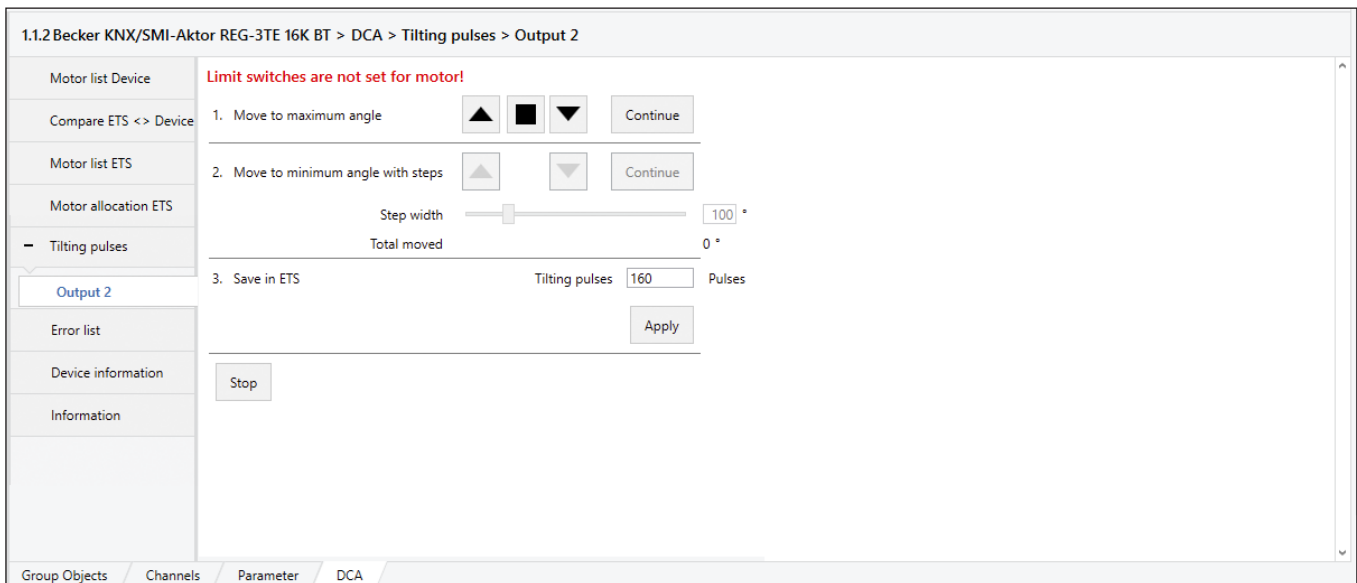 1.1.2 Becker KNX/SMI-Aktor REG-3TE 16K BT > DCA > Tilting pulses > Output 2
Motor list Device
Compare ETS <> Device
Motor list ETS
Motor allocation ETS
Tilting pulses
Output 2
Error list
Device information
Information
Limit switches are not set for motor!
1. Move to maximum angle Continue
2. Move to minimum angle with steps Continue
Step width 100 °
Total moved 0 °
3. Save in ETS Tilting pulses 160 Pulses
Apply
Stop
Group Objects Channels Parameter DCA